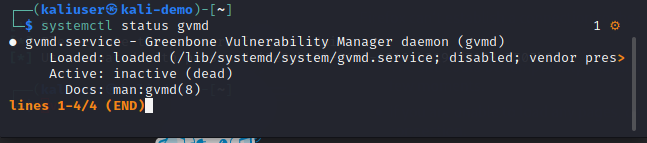 ┌──(kaliuser㉿kali-demo)-[~]
└─$ systemctl status gvmd 1 ⚙
● gvmd.service - Greenbone Vulnerability Manager daemon (gvmd)
Loaded: loaded (/lib/systemd/system/gvmd.service; disabled; vendor pres>
Active: inactive (dead)
Docs: man:gvmd(8)
lines 1-4/4 (END)